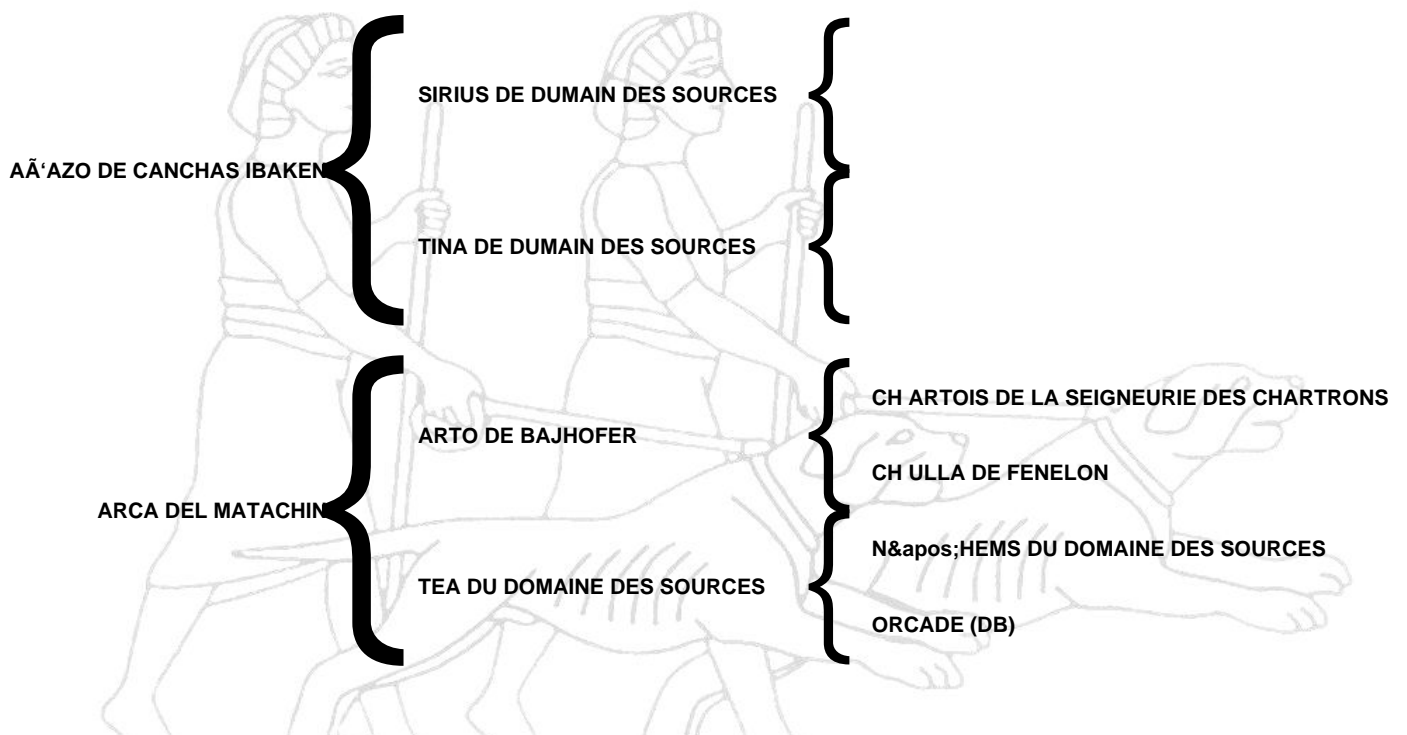 SIRIUS DE DUMAIN DES SOURCES
AÃ‘AZO DE CANCHAS IBAKEN
TINA DE DUMAIN DES SOURCES
CH ARTOIS DE LA SEIGNEURIE DES CHARTRONS
ARTO DE BAJHOFER
CH ULLA DE FENELON
ARCA DEL MATACHIN
N&apos;HEMS DU DOMAINE DES SOURCES
TEA DU DOMAINE DES SOURCES
ORCADE (DB)